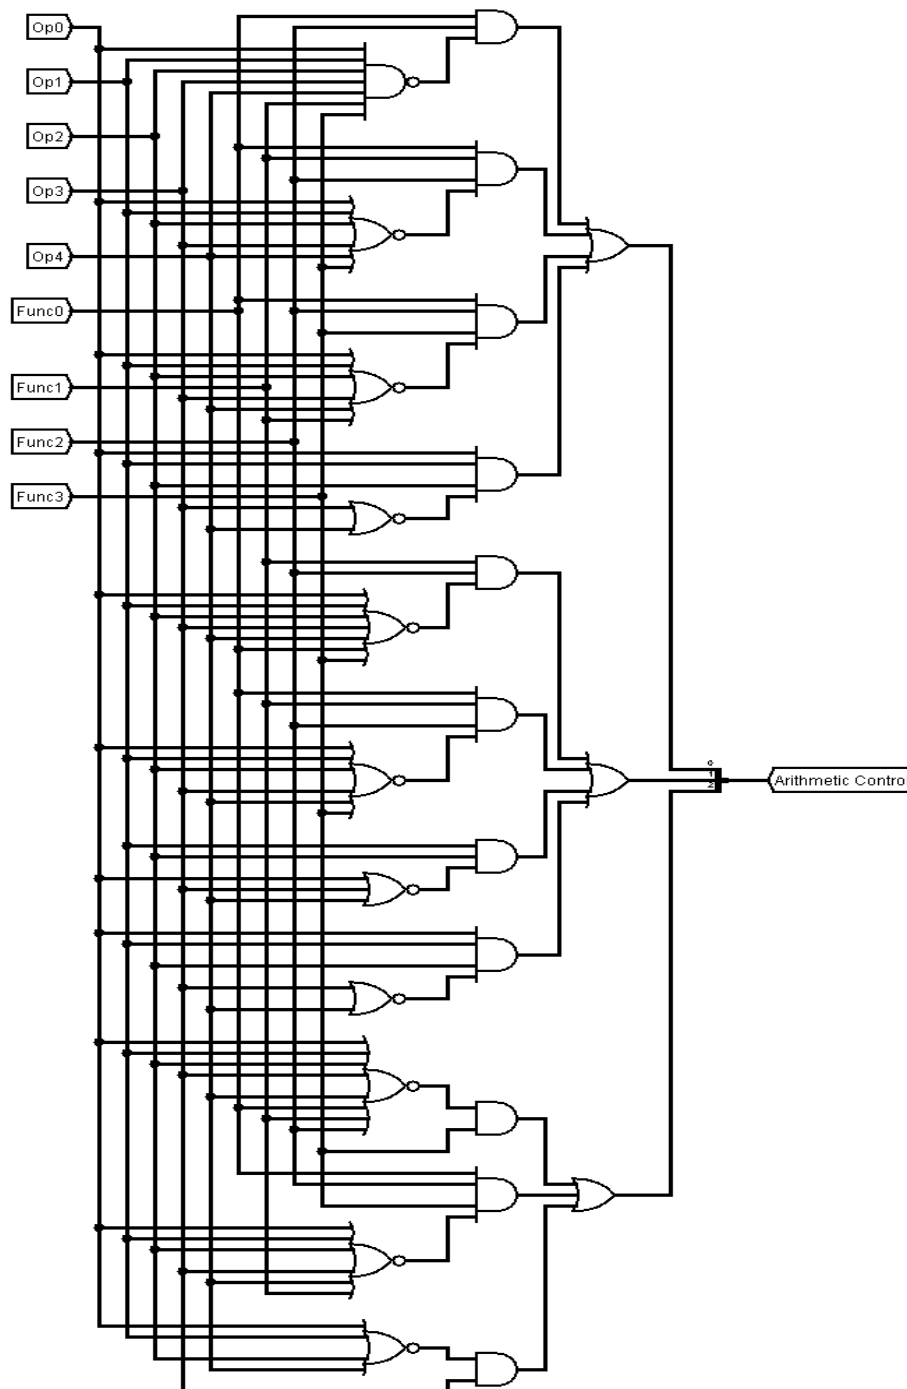 Op0
Op1
Op2
Op3
Op4
Func0
Func1
Func2
Func3
0
1
2
Arithmetic Contro